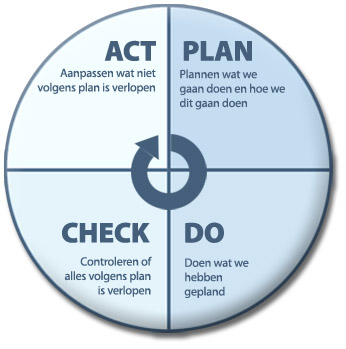 ACT
Aanpassen wat niet
volgens plan is verlopen
PLAN
Plannen wat we
gaan doen en hoe we
dit gaan doen
CHECK
Controleren of
alles volgens plan
is verlopen
DO
Doen wat we
hebben
gepland